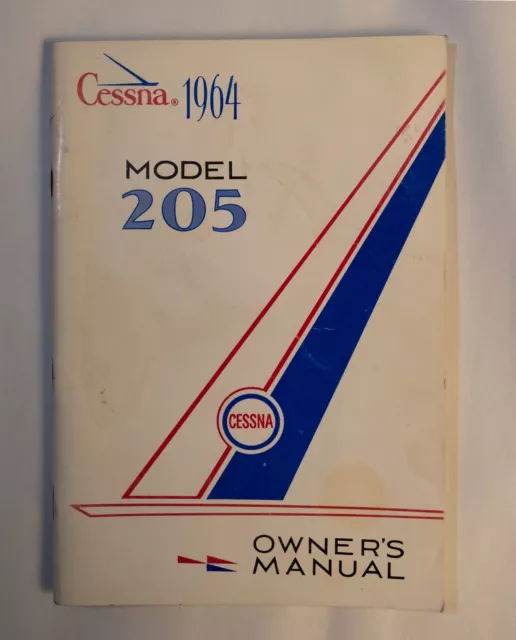 Cessna® 1964
MODEL
205
CESSNA
OWNER'S
MANUAL